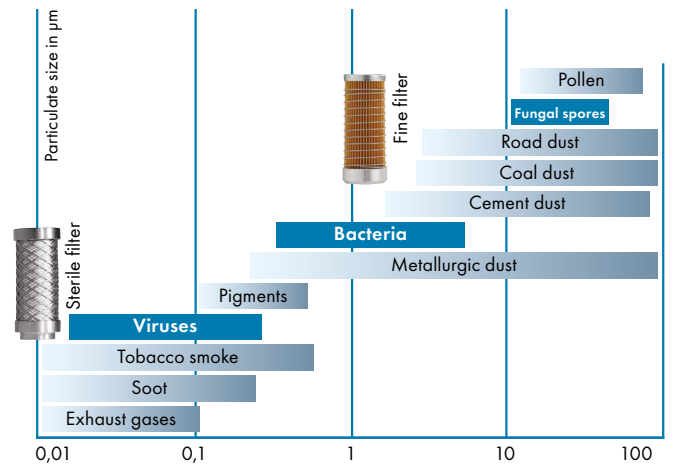 Particulate size in µm
Pollen
Fungal spores
Fine filter
Road dust
Coal dust
Cement dust
Bacteria
Sterile filter
Metallurgic dust
Pigments
Viruses
Tobacco smoke
Soot
Exhaust gases
0,01 0,1 1 10 100